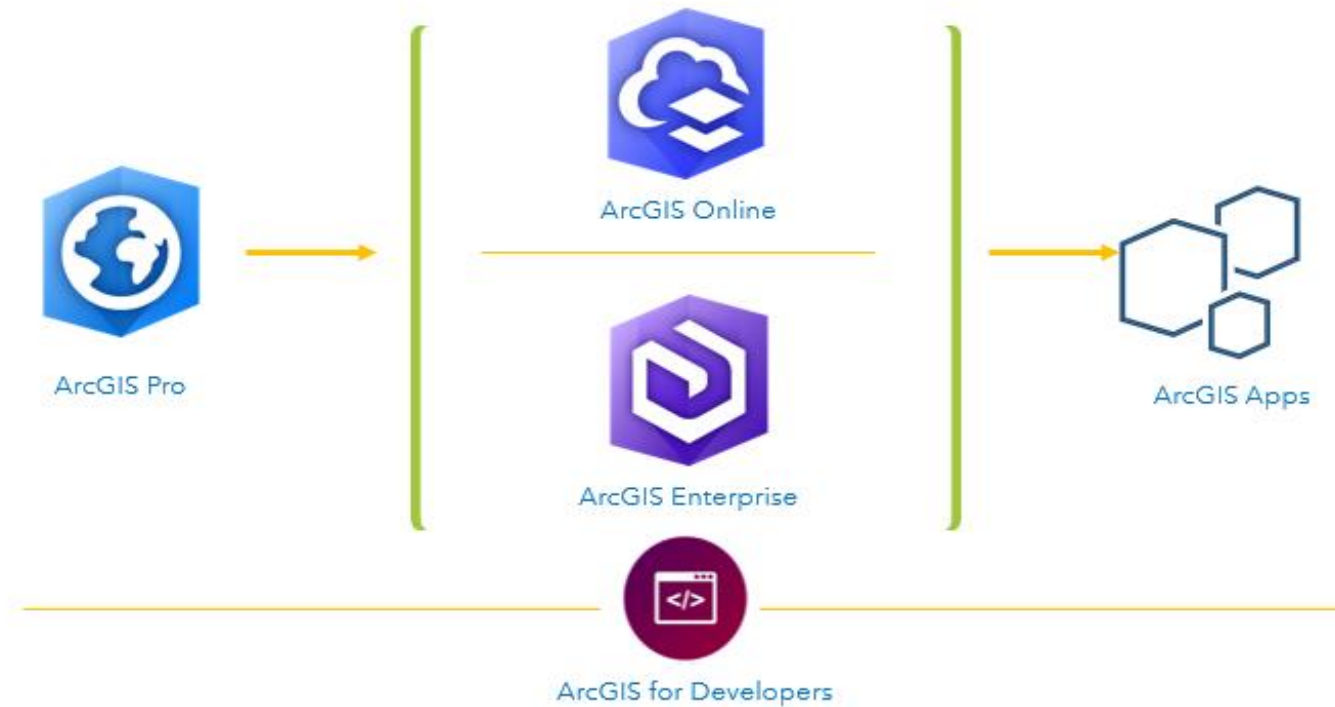 ArcGIS Online
ArcGIS Pro
ArcGIS Apps
ArcGIS Enterprise
</>
ArcGIS for Developers